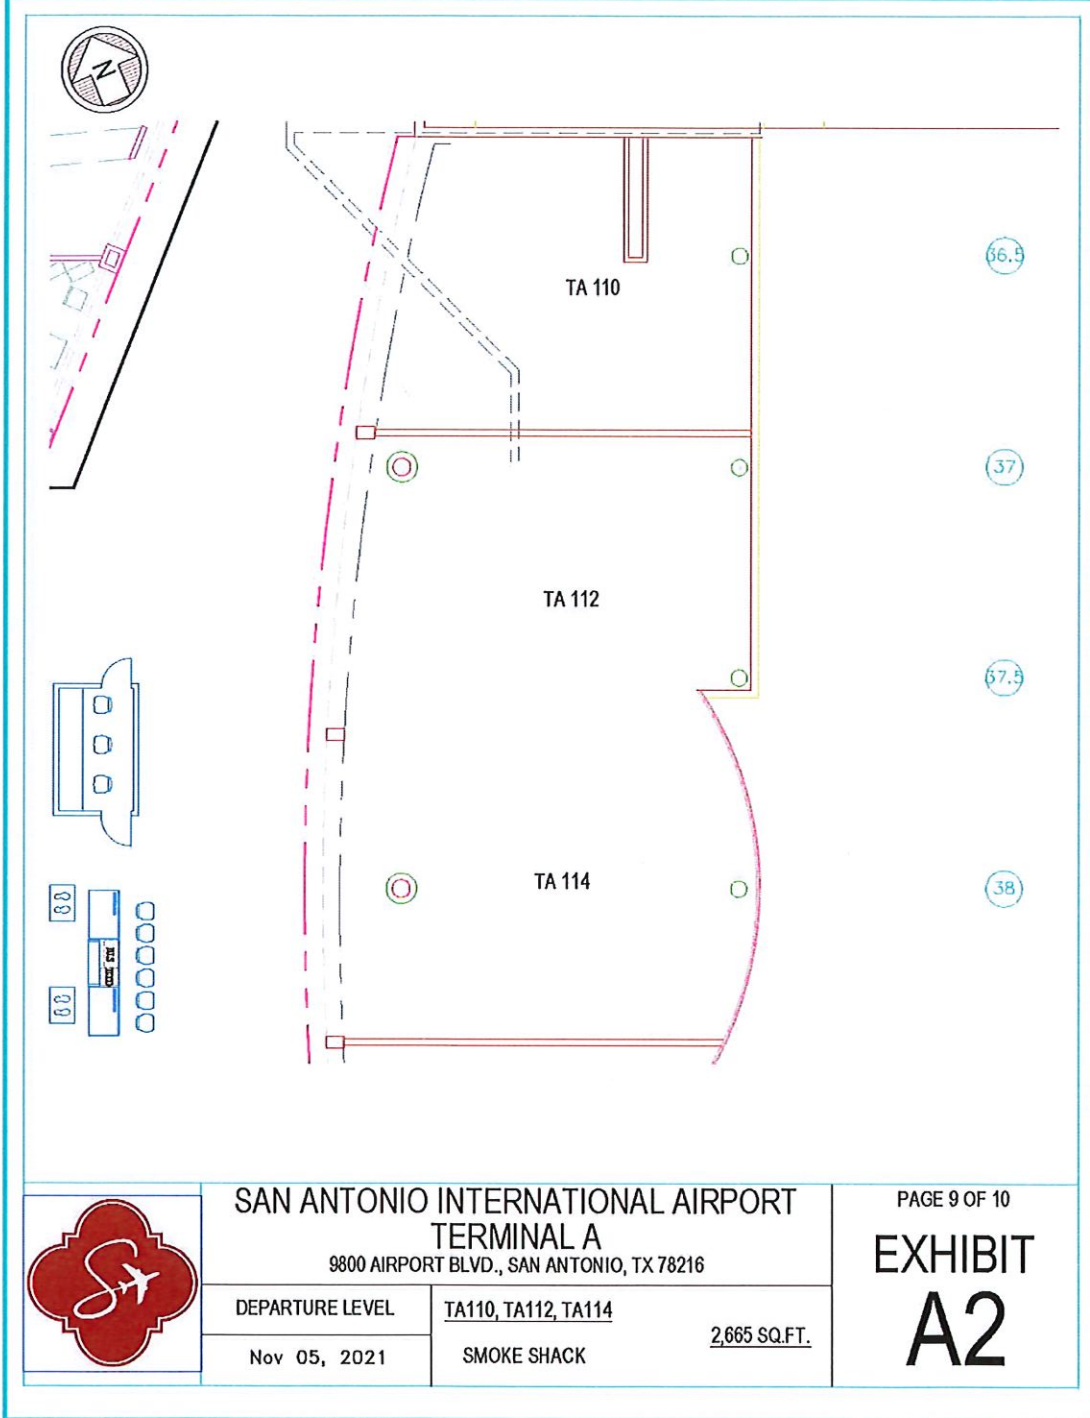 N
TA 110
36.5
37
TA 112
37.5
TA 114
38
SAN ANTONIO INTERNATIONAL AIRPORT
TERMINAL A
9800 AIRPORT BLVD., SAN ANTONIO, TX 78216
DEPARTURE LEVEL
Nov 05, 2021
TA110, TA112, TA114
SMOKE SHACK
2,665 SQ.FT.
PAGE 9 OF 10
EXHIBIT
A2